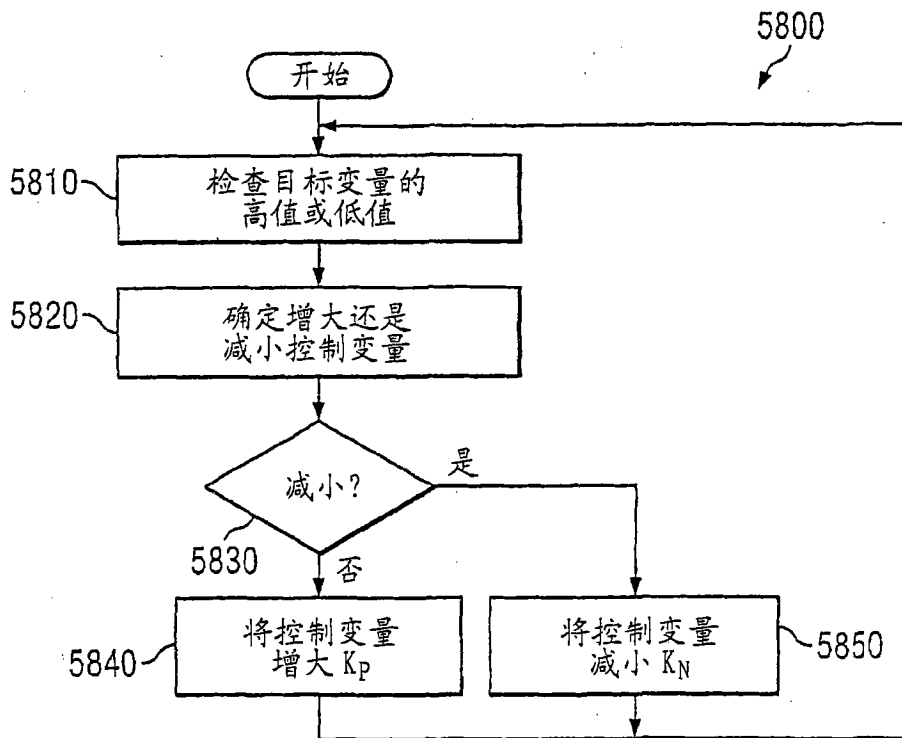 5800
开始
5810
检查目标变量的
高值或低值
5820
确定增大还是
减小控制变量
减小?
是
5830
否
5840
将控制变量
增大 KP
将控制变量
减小 KN
5850